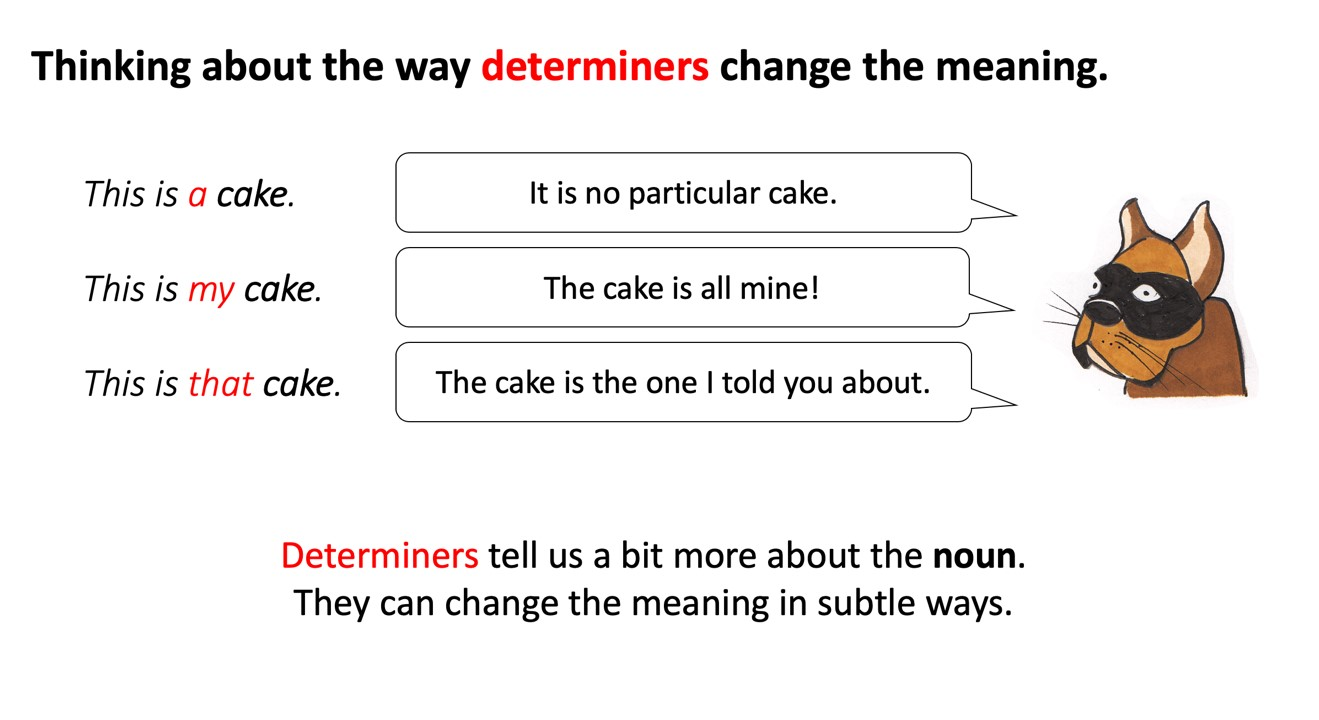 Thinking about the way determiners change the meaning.
This is a cake.
It is no particular cake.
This is my cake.
The cake is all mine!
This is that cake.
The cake is the one I told you about.
Determiners tell us a bit more about the noun.
They can change the meaning in subtle ways.